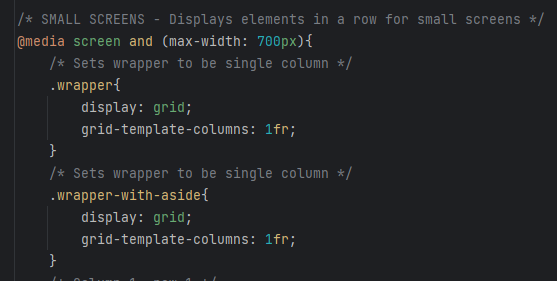 /* SMALL SCREENS - Displays elements in a row for small screens */
@media screen and (max-width: 700px){
/* Sets wrapper to be single column */
.wrapper{
display: grid;
grid-template-columns: 1fr;
}
/* Sets wrapper to be single column */
.wrapper-with-aside{
display: grid;
grid-template-columns: 1fr;
}